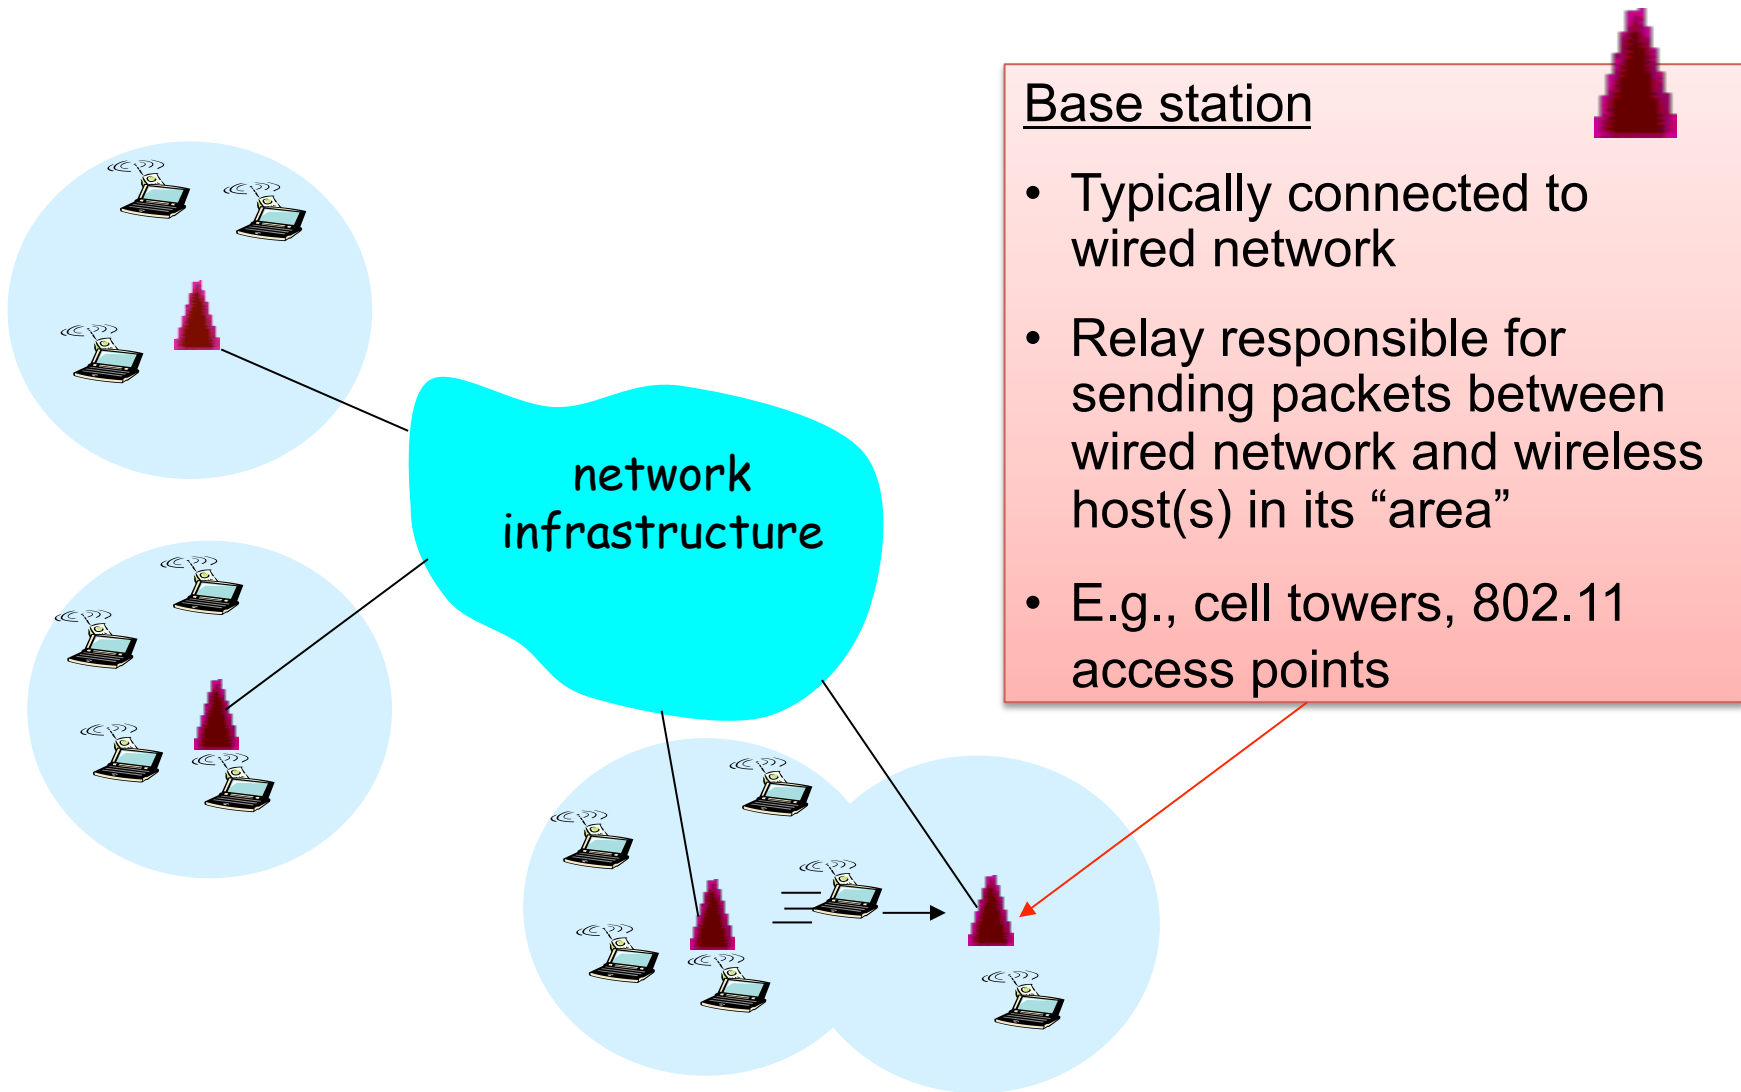 Base station
• Typically connected to
wired network
• Relay responsible for
sending packets between
wired network and wireless
host(s) in its “area”
• E.g., cell towers, 802.11
access points
network
infrastructure